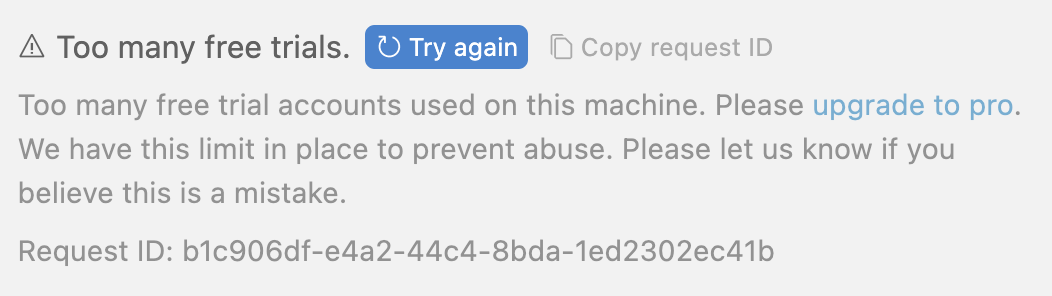 Too many free trials. Try again Copy request ID
Too many free trial accounts used on this machine. Please upgrade to pro.
We have this limit in place to prevent abuse. Please let us know if you
believe this is a mistake.
Request ID: b1c906df-e4a2-44c4-8bda-1ed2302ec41b